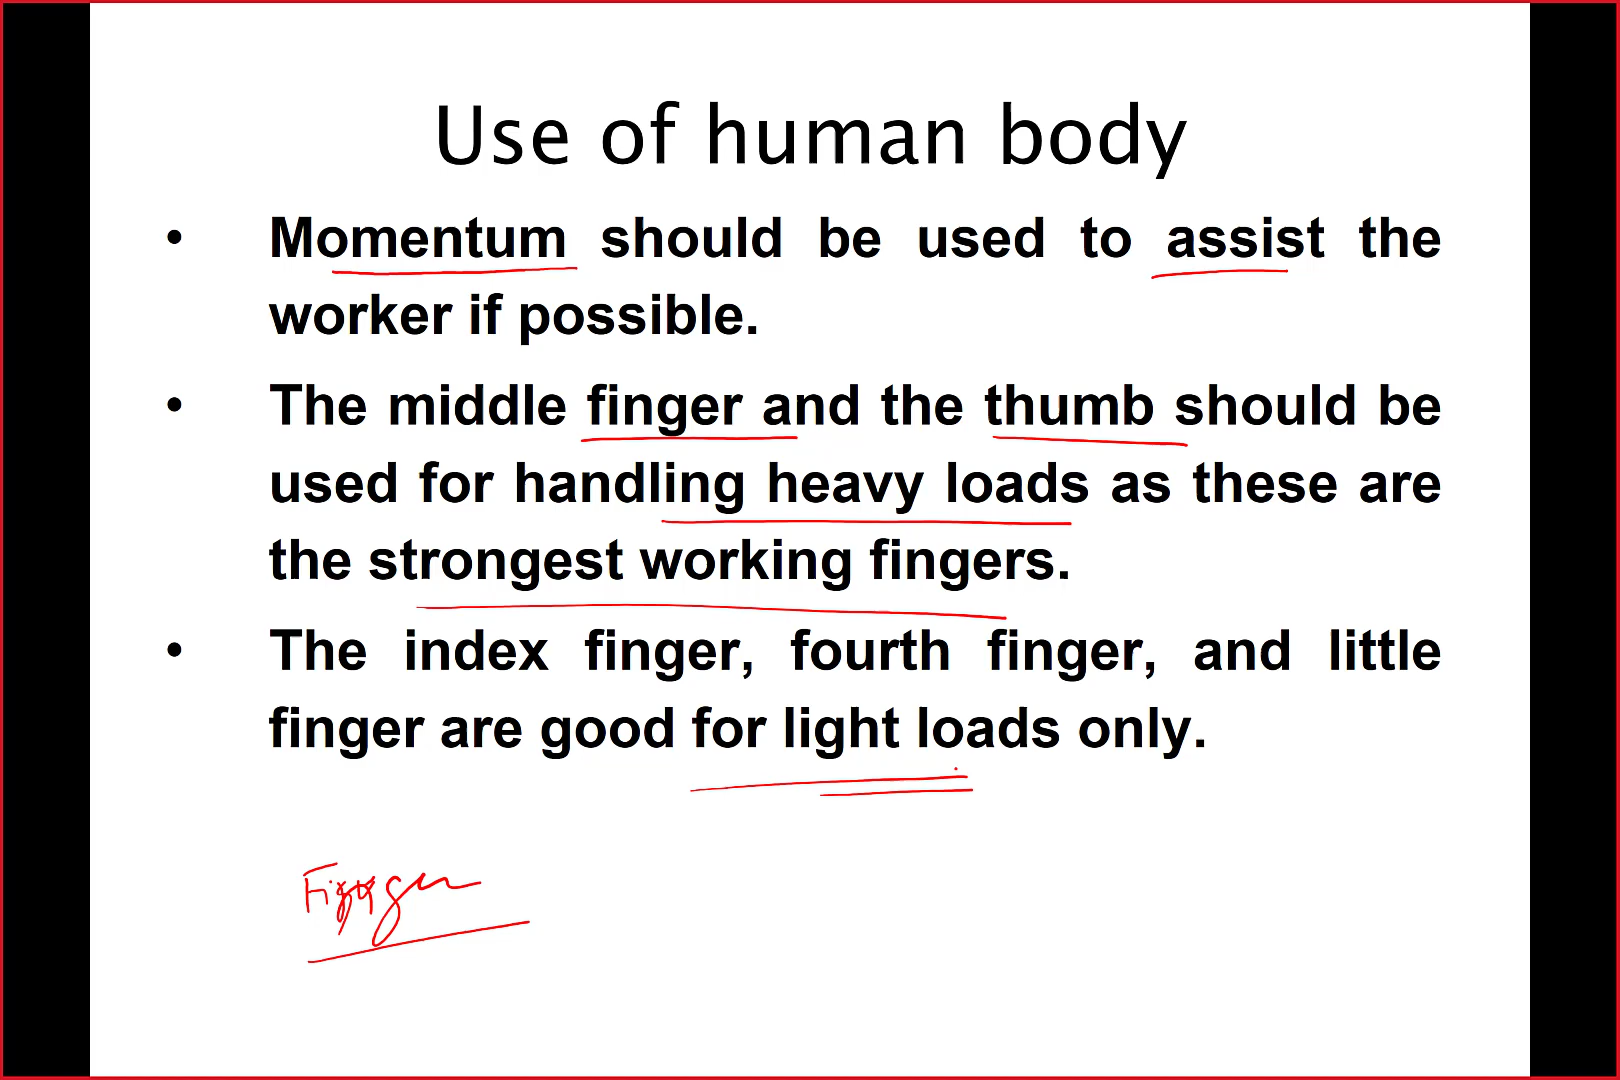 Use of human body
• Momentum should be used to assist the
worker if possible.
• The middle finger and the thumb should be
used for handling heavy loads as these are
the strongest working fingers.
• The index finger, fourth finger, and little
finger are good for light loads only.